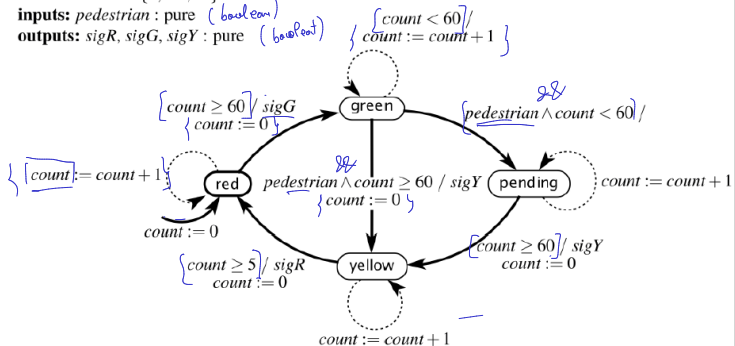 inputs: pedestrian : pure (boolean)
outputs: sigR, sigG, sigY : pure (boolean)
[count < 60]/
{ count := count + 1 }
[count ≥ 60]/ sigG
{ count := 0 }
green
&&
[pedestrian ∧ count < 60]/
{ [count] := count + 1 }
red
&&
pedestrian ∧ count ≥ 60 / sigY
{ count := 0 }
pending
count := count + 1
count := 0
[count ≥ 5]/ sigR
count := 0
yellow
[count ≥ 60]/ sigY
count := 0
count := count + 1